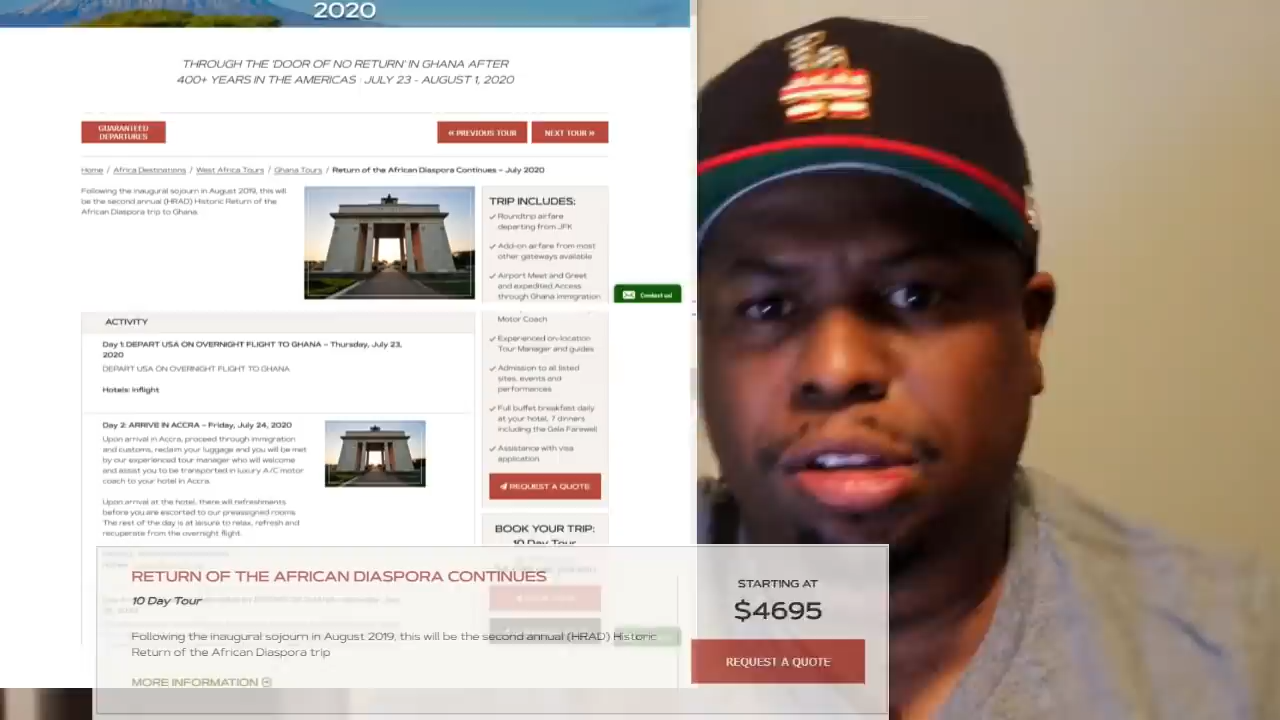 2020
THROUGH THE 'DOOR OF NO RETURN' IN GHANA AFTER
400+ YEARS IN THE AMERICAS | JULY 23 - AUGUST 1, 2020
GUARANTEED
DEPARTURES
« PREVIOUS TOUR
NEXT TOUR »
Home / Africa Destinations / West Africa Tours / Ghana Tours / Return of the African Diaspora Continues – July 2020
Following the inaugural sojourn in August 2019, this will
be the second annual (HRAD) Historic Return of the
African Diaspora trip to Ghana.
TRIP INCLUDES:
✓ Roundtrip airfare
departing from JFK
✓ Add-on airfare from most
other gateways available
✓ Airport Meet and Greet
and expedited Access
through Ghana immigration
Contact us!
Motor Coach
✓ Experienced on-location
Tour Manager and guides
✓ Admission to all listed
sites, events and
performances
✓ Full buffet breakfast daily
at your hotel, 7 dinners
including the Gala Farewell
✓ Assistance with visa
application
REQUEST A QUOTE
BOOK YOUR TRIP:
10 Day Tour
ACTIVITY
Day 1: DEPART USA ON OVERNIGHT FLIGHT TO GHANA – Thursday, July 23,
2020
DEPART USA ON OVERNIGHT FLIGHT TO GHANA
Hotels: Inflight
Day 2: ARRIVE IN ACCRA – Friday, July 24, 2020
Upon arrival in Accra, proceed through immigration
and customs, reclaim your luggage and you will be met
by our experienced tour manager who will welcome
and assist you to be transported in luxury A/C motor
coach to your hotel in Accra.
Upon arrival at the hotel, there will refreshments
before you are escorted to our preassigned rooms.
The rest of the day is at leisure to relax, refresh and
recuperate from the overnight flight.
RETURN OF THE AFRICAN DIASPORA CONTINUES
10 Day Tour
Following the inaugural sojourn in August 2019, this will be the second annual (HRAD) Historic
Return of the African Diaspora trip
MORE INFORMATION
STARTING AT
$4695
REQUEST A QUOTE
LA